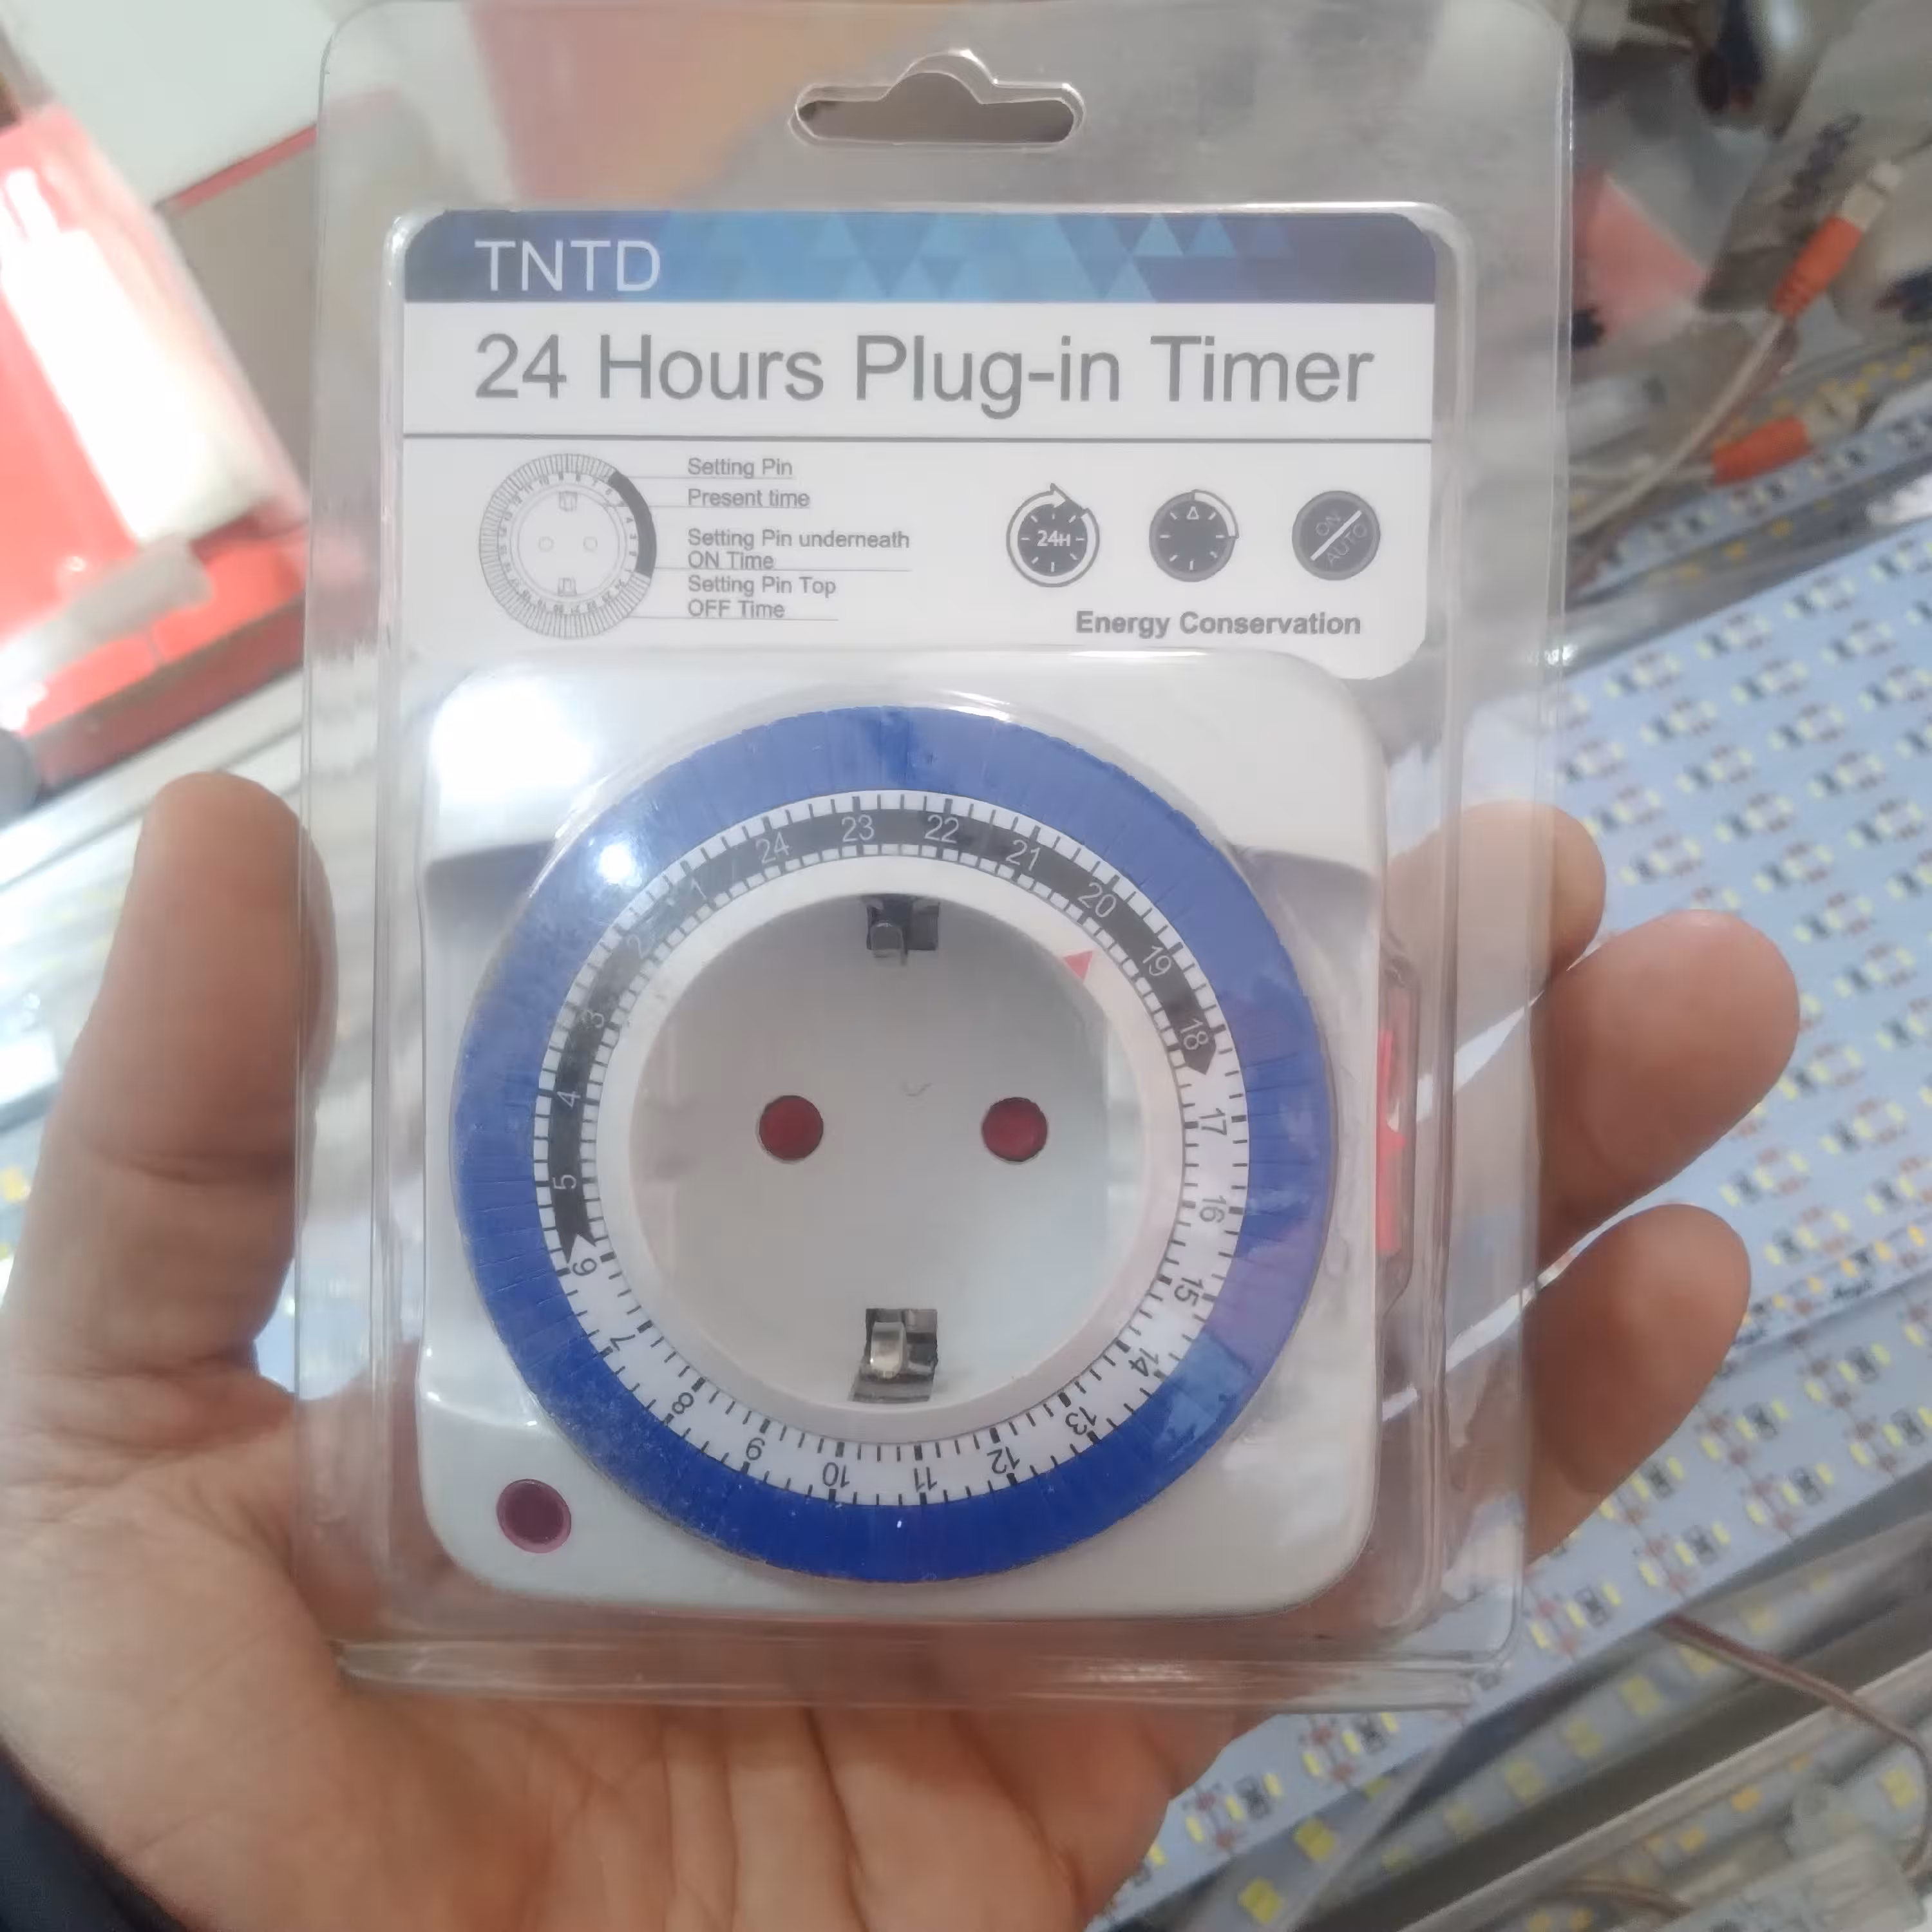 TNTD
24 Hours Plug-in Timer
Setting Pin
Present time
Setting Pin underneath
ON Time
Setting Pin Top
OFF Time
24H
ON
AUTO
Energy Conservation
24
23
22
21
20
19
18
17
16
15
14
13
12
11
10
9
8
7
6
5
4
3
2
1